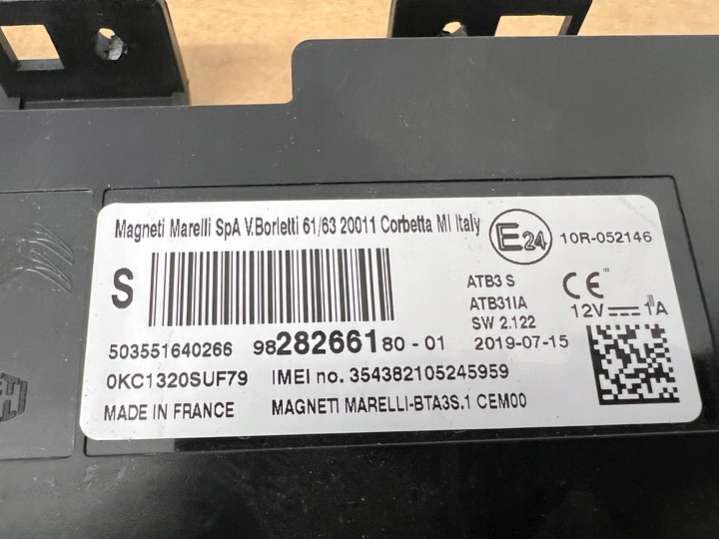 Magneti Marelli SpA V.Borletti 61/63 20011 Corbetta MI Italy
E24
10R-052146
S
ATB3 S
ATB31IA
SW 2.122
2019-07-15
CE
12V 1A
503551640266
9828266180 - 01
0KC1320SUF79
IMEI no. 354382105245959
MADE IN FRANCE
MAGNETI MARELLI-BTA3S.1 CEM00